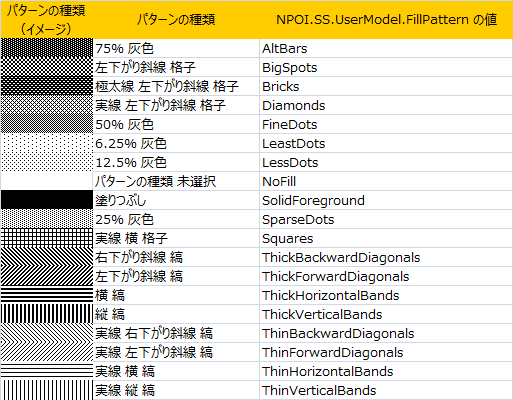 パターンの種類 パターンの種類 NPOI.SS.UserModel.FillPattern の値
（イメージ）
75% 灰色 AltBars
左下がり斜線 格子 BigSpots
極太線 左下がり斜線 格子 Bricks
実線 左下がり斜線 格子 Diamonds
50% 灰色 FineDots
6.25% 灰色 LeastDots
12.5% 灰色 LessDots
パターンの種類 未選択 NoFill
塗りつぶし SolidForeground
25% 灰色 SparseDots
実線 横 格子 Squares
右下がり斜線 縞 ThickBackwardDiagonals
左下がり斜線 縞 ThickForwardDiagonals
横 縞 ThickHorizontalBands
縦 縞 ThickVerticalBands
実線 右下がり斜線 縞 ThinBackwardDiagonals
実線 左下がり斜線 縞 ThinForwardDiagonals
実線 横 縞 ThinHorizontalBands
実線 縦 縞 ThinVerticalBands